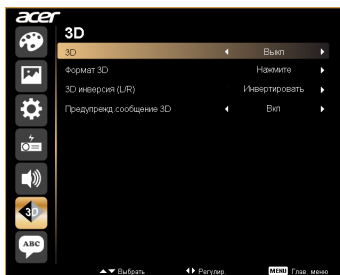 acer
3D
3D Выкл
Формат 3D Нажмите
3D инверсия (L/R) Инвертировать
Предупрежд.сообщение 3D Вкл
3D
ABC
Выбрать Регулир. MENU Глав. меню